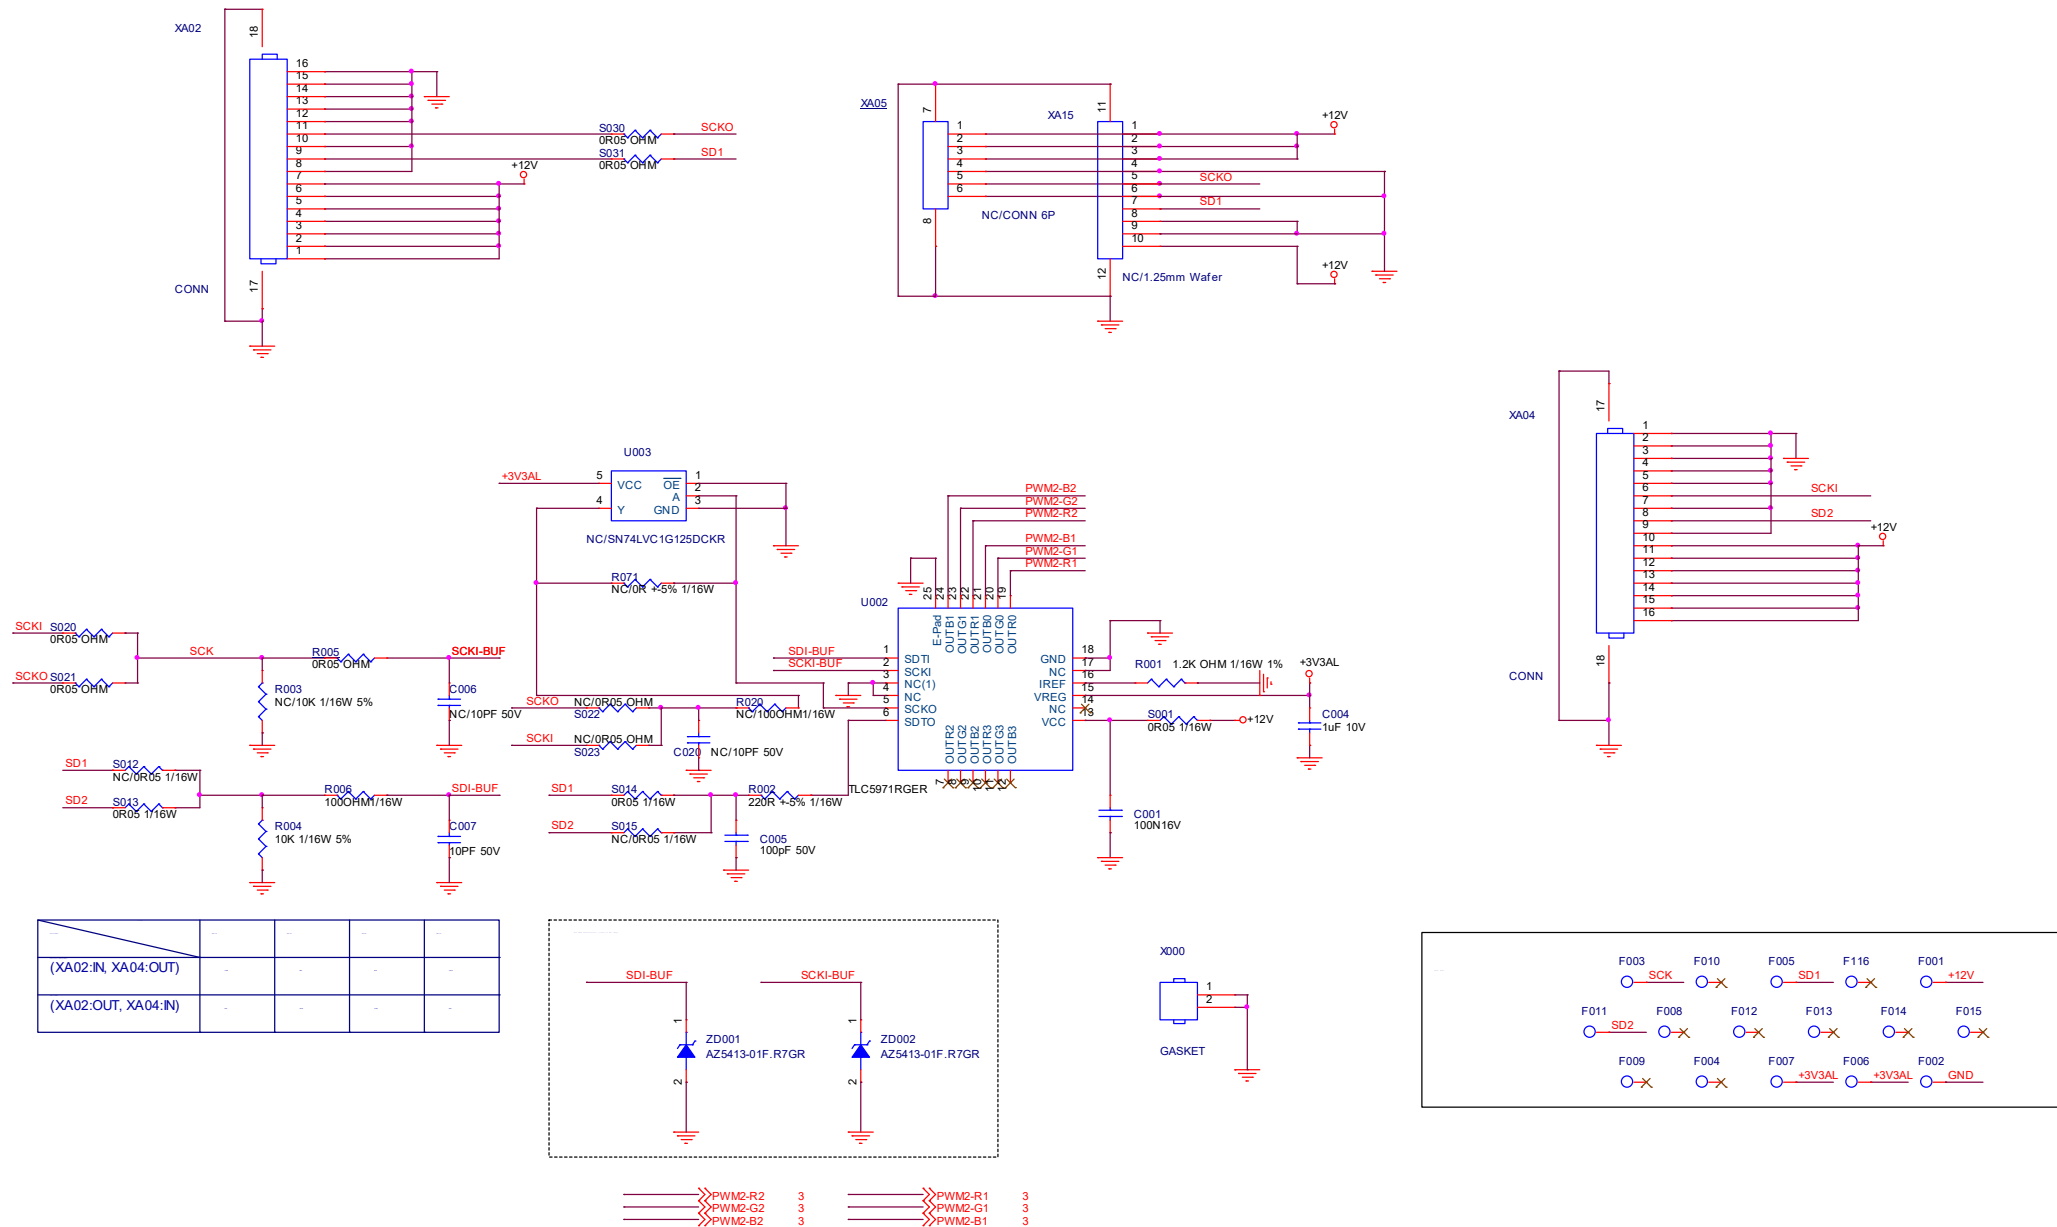 XA02
18
16
15
14
13
12
11
10
9
8
7
6
5
4
3
2
1
17
CONN
+12V
S030
0R05 OHM
SCKO
S031
0R05 OHM
SD1
XA05
7
1
2
3
4
5
6
8
NC/CONN 6P
XA15
11
1
2
3
4
5
6
7
8
9
10
12
SCKO
SD1
+12V
+12V
NC/1.25mm Wafer
XA04
17
1
2
3
4
5
6
7
8
9
10
11
12
13
14
15
16
18
SCKI
SD2
+12V
CONN
U003
+3V3AL
5 VCC OE 1
A 2
4 Y GND 3
NC/SN74LVC1G125DCKR
R071
NC/0R +-5% 1/16W
PWM2-B2
PWM2-G2
PWM2-R2
PWM2-B1
PWM2-G1
PWM2-R1
U002
25 24 23 22 21 20 19
E-Pad OUTB1 OUTG1 OUTR1 OUTB0 OUTG0 OUTR0
SDI-BUF 1 SDTI
SCKI-BUF 2 SCKI
3 NC(1)
4 NC
5 SCKO
6 SDTO
GND 18
NC 17
IREF 16
VREG 15
NC 14
VCC 13
OUTR2 OUTG2 OUTB2 OUTR3 OUTG3 OUTB3
7 8 9 10 11 12
TLC5971RGER
R001 1.2K OHM 1/16W 1%
+3V3AL
S001
0R05 1/16W
+12V
C004
1uF 10V
C001
100N16V
SCKI S020
0R05 OHM
SCKO S021
0R05 OHM
SCK
R005
0R05 OHM
SCKI-BUF
R003
NC/10K 1/16W 5%
C006
NC/10PF 50V
SD1 S012
NC/0R05 1/16W
SD2 S013
0R05 1/16W
R006
100OHM1/16W
SDI-BUF
R004
10K 1/16W 5%
C007
10PF 50V
SCKO NC/0R05 OHM
S022
SCKI NC/0R05 OHM
S023
R020
NC/100OHM1/16W
C020 NC/10PF 50V
SD1 S014
0R05 1/16W
SD2 S015
NC/0R05 1/16W
R002
220R +-5% 1/16W
C005
100pF 50V
(XA02:IN, XA04:OUT)
(XA02:OUT, XA04:IN)
SDI-BUF
1
ZD001
AZ5413-01F.R7GR
2
SCKI-BUF
1
ZD002
AZ5413-01F.R7GR
2
X000
1
2
GASKET
F003 F010 F005 F116 F001
SCK SD1 +12V
F011 F008 F012 F013 F014 F015
SD2
F009 F004 F007 F006 F002
+3V3AL +3V3AL GND
PWM2-R2 3
PWM2-G2 3
PWM2-B2 3
PWM2-R1 3
PWM2-G1 3
PWM2-B1 3